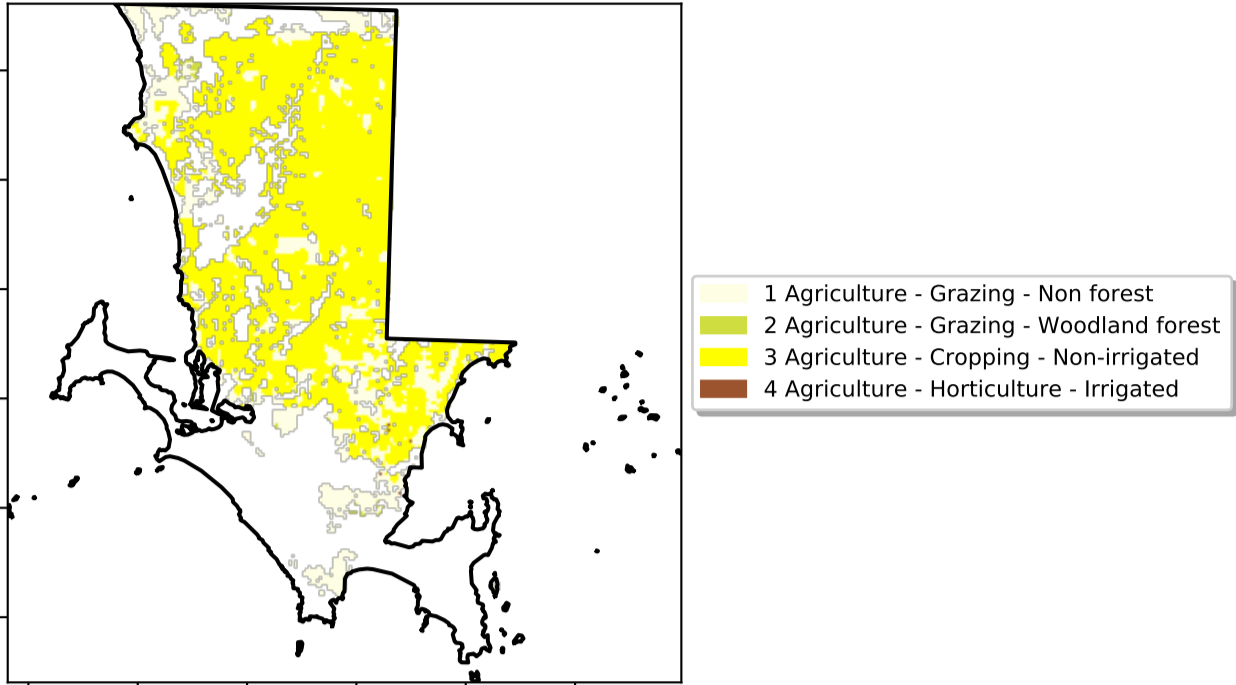 1 Agriculture - Grazing - Non forest
2 Agriculture - Grazing - Woodland forest
3 Agriculture - Cropping - Non-irrigated
4 Agriculture - Horticulture - Irrigated